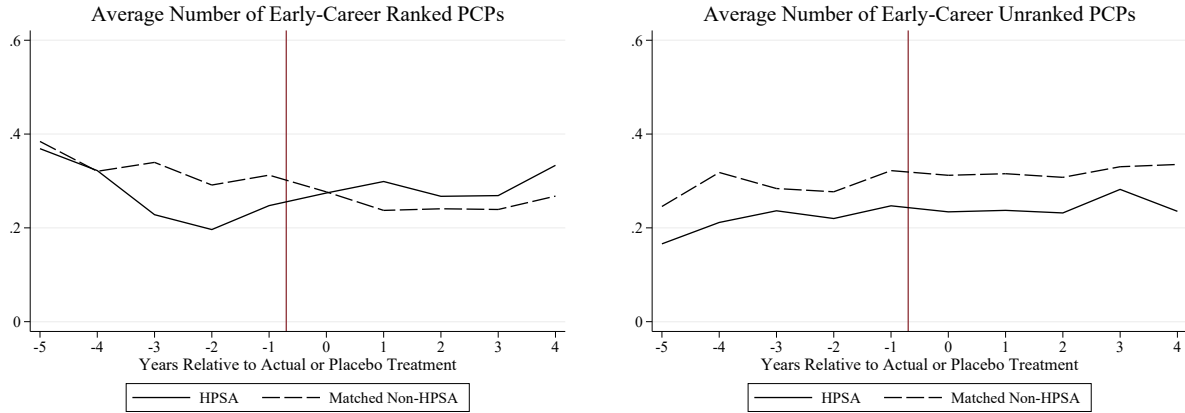 Average Number of Early-Career Ranked PCPs
.6
.4
.2
0
-5 -4 -3 -2 -1 0 1 2 3 4
Years Relative to Actual or Placebo Treatment
HPSA Matched Non-HPSA
Average Number of Early-Career Unranked PCPs
.6
.4
.2
0
-5 -4 -3 -2 -1 0 1 2 3 4
Years Relative to Actual or Placebo Treatment
HPSA Matched Non-HPSA